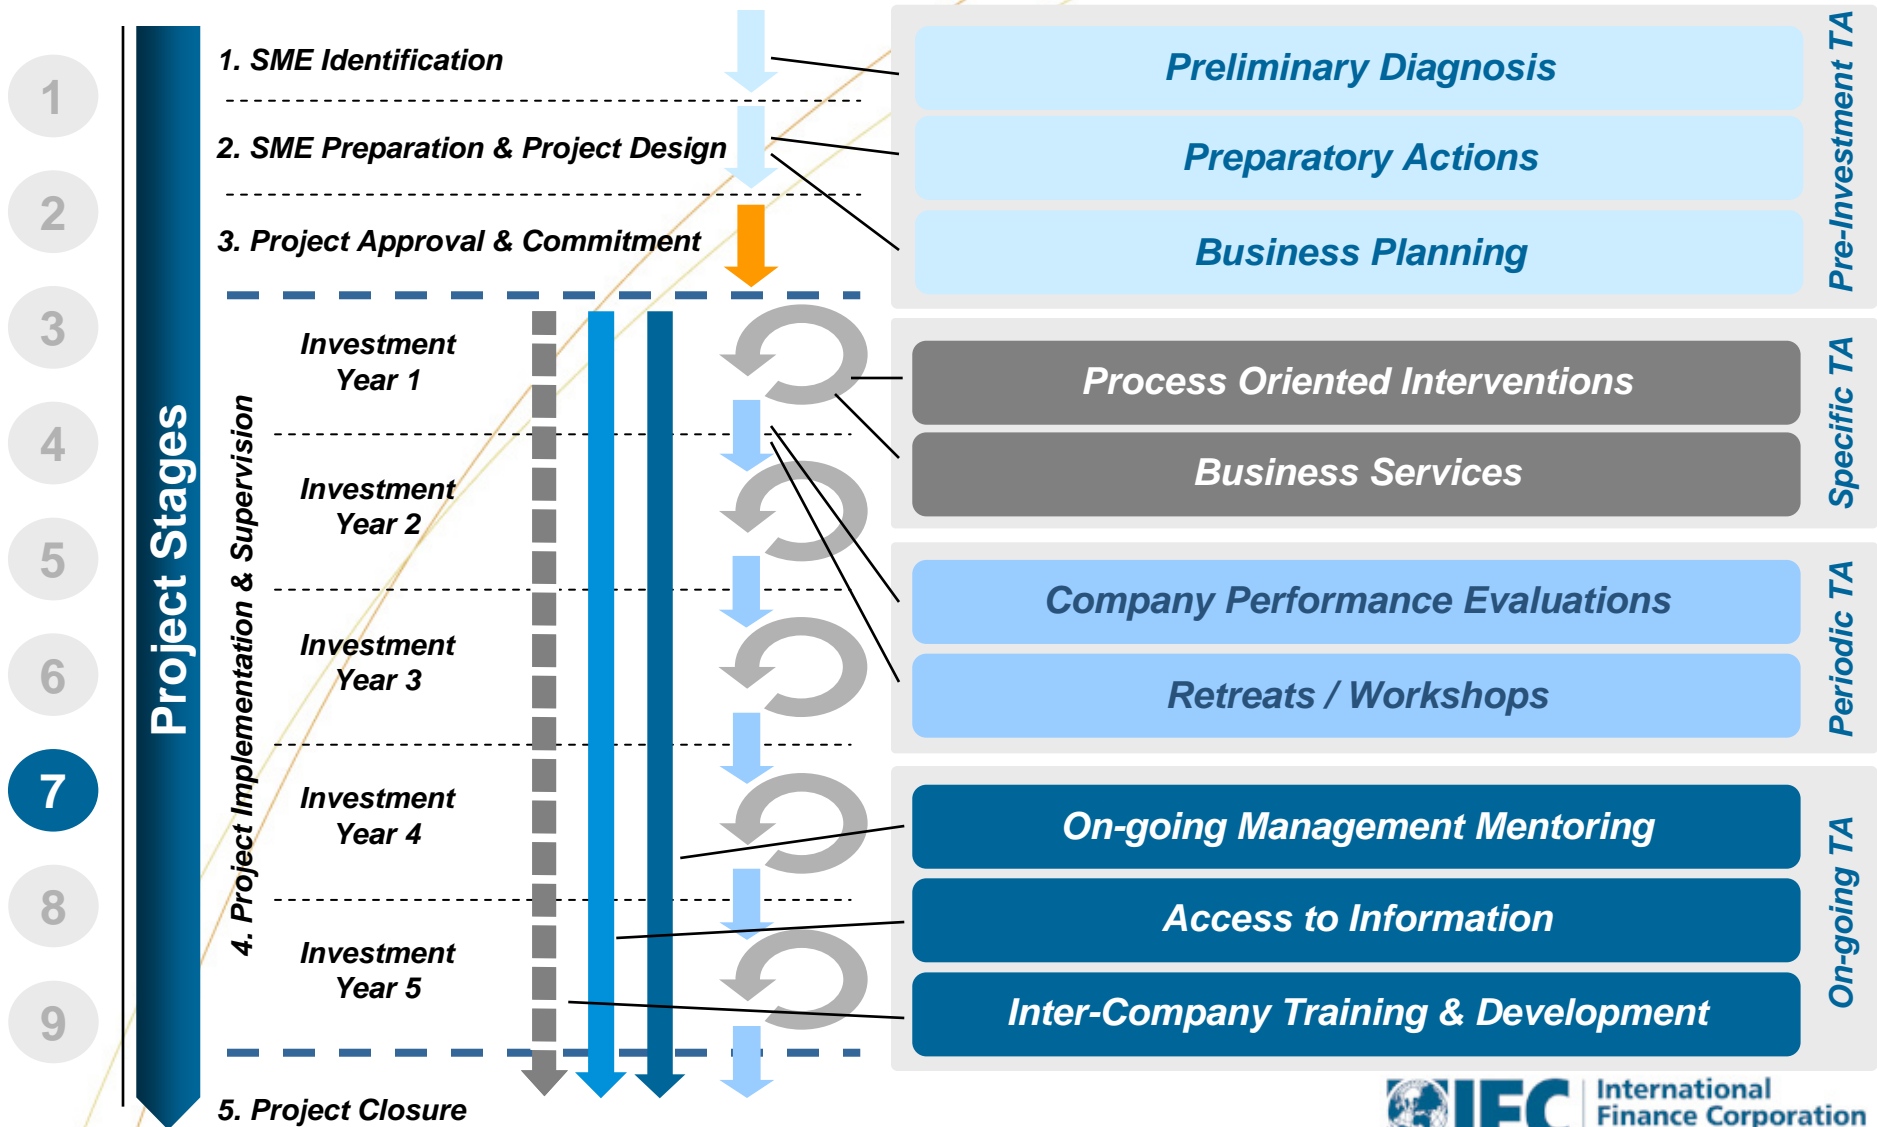 1
2
3
4
5
6
7
8
9
Project Stages
1. SME Identification
2. SME Preparation & Project Design
3. Project Approval & Commitment
4. Project Implementation & Supervision
Investment
Year 1
Investment
Year 2
Investment
Year 3
Investment
Year 4
Investment
Year 5
5. Project Closure
Preliminary Diagnosis
Preparatory Actions
Business Planning
Pre-Investment TA
Process Oriented Interventions
Business Services
Specific TA
Company Performance Evaluations
Retreats / Workshops
Periodic TA
On-going Management Mentoring
Access to Information
Inter-Company Training & Development
On-going TA
IFC
International
Finance Corporation